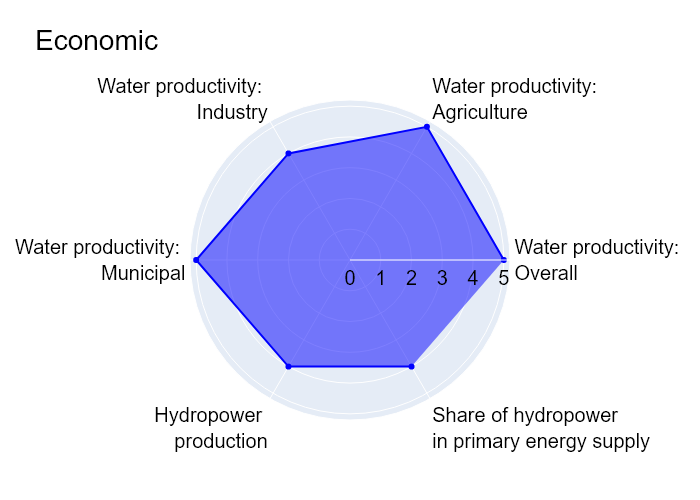 Economic
Water productivity:
Industry
Water productivity:
Agriculture
Water productivity:
Municipal
Water productivity:
Overall
0 1 2 3 4 5
Hydropower
production
Share of hydropower
in primary energy supply